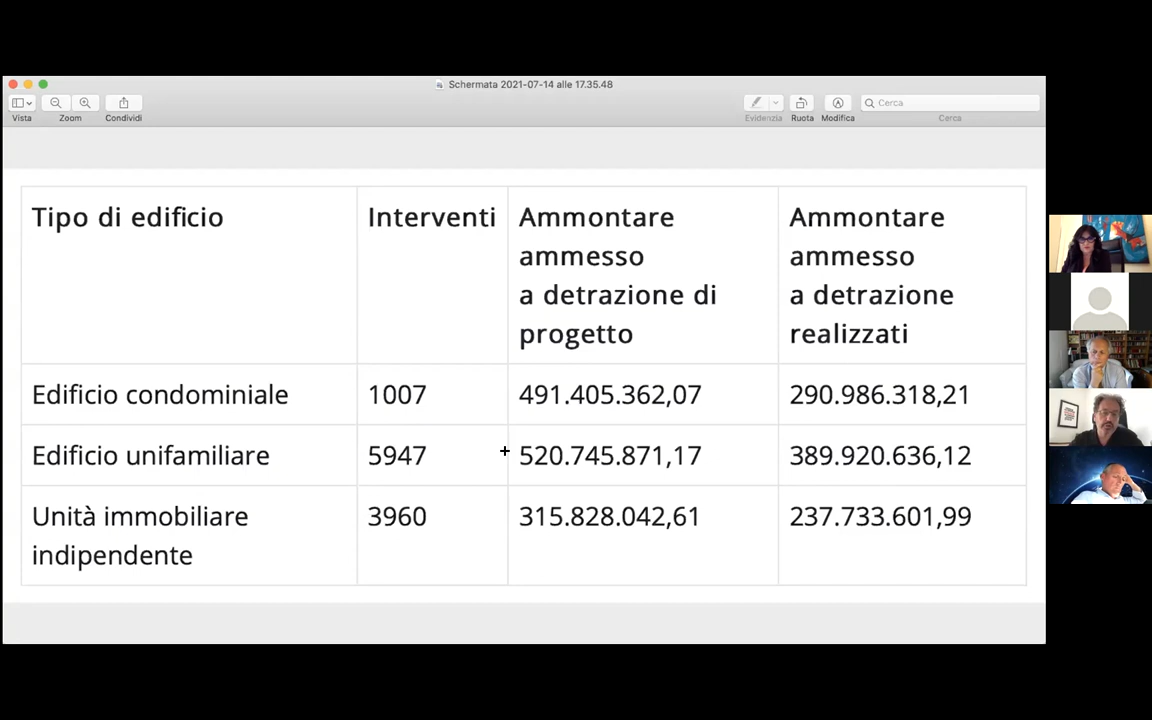 Schermata 2021-07-14 alle 17.35.48
Vista
Zoom
Condividi
Evidenzia
Ruota
Modifica
Cerca
Cerca
Tipo di edificio
Interventi
Ammontare
ammesso
a detrazione di
progetto
Ammontare
ammesso
a detrazione
realizzati
Edificio condominiale
1007
491.405.362,07
290.986.318,21
Edificio unifamiliare
5947
520.745.871,17
389.920.636,12
Unità immobiliare
indipendente
3960
315.828.042,61
237.733.601,99